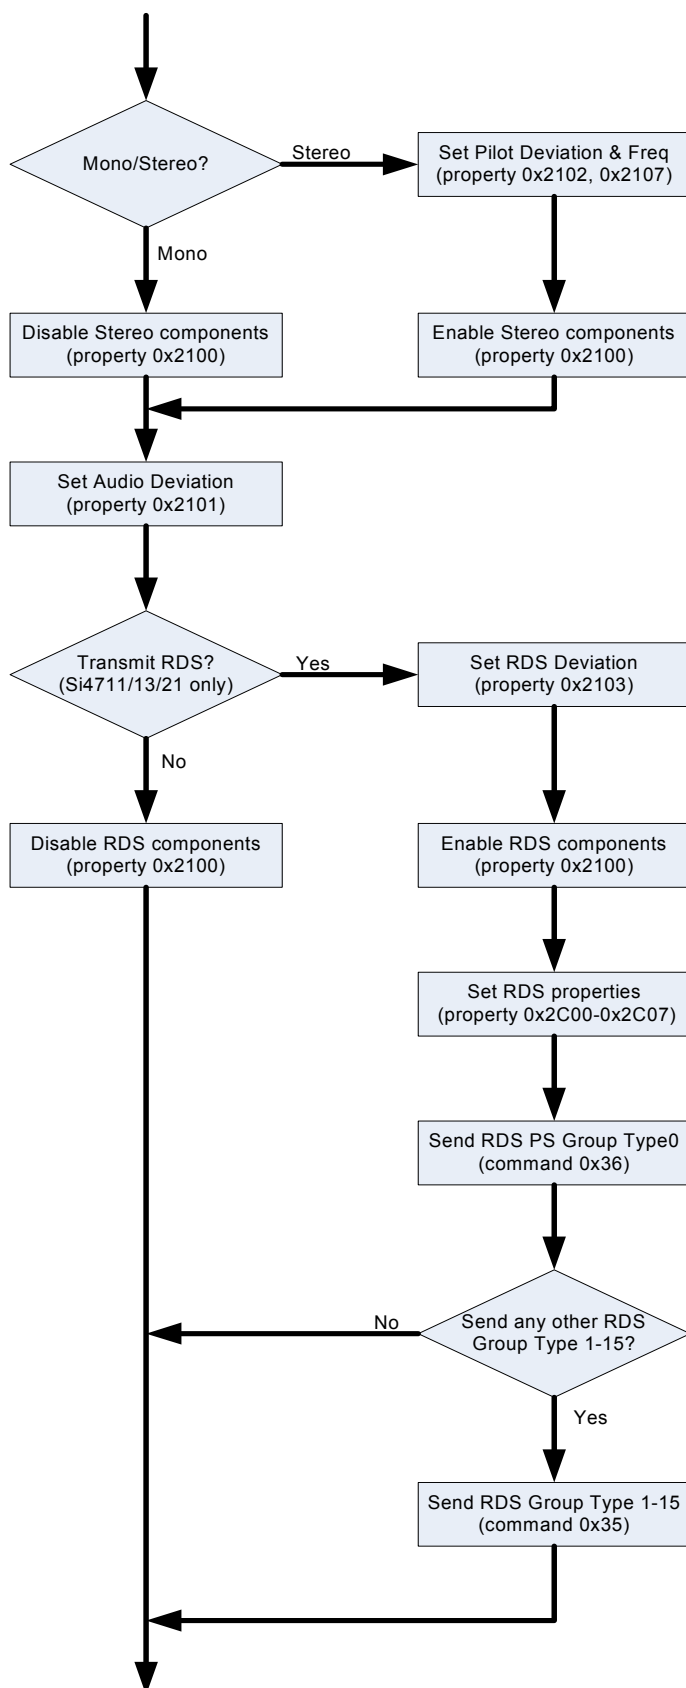 Mono/Stereo?
Stereo
Set Pilot Deviation & Freq
(property 0x2102, 0x2107)
Mono
Disable Stereo components
(property 0x2100)
Enable Stereo components
(property 0x2100)
Set Audio Deviation
(property 0x2101)
Transmit RDS?
(Si4711/13/21 only)
Yes
Set RDS Deviation
(property 0x2103)
No
Disable RDS components
(property 0x2100)
Enable RDS components
(property 0x2100)
Set RDS properties
(property 0x2C00-0x2C07)
Send RDS PS Group Type0
(command 0x36)
No
Send any other RDS
Group Type 1-15?
Yes
Send RDS Group Type 1-15
(command 0x35)